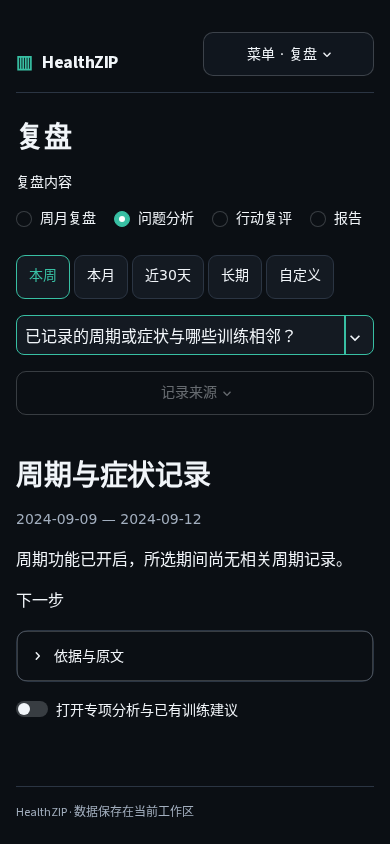 HealthZIP
菜单 · 复盘
复盘
复盘内容
周月复盘 问题分析 行动复评 报告
本周 本月 近30天 长期 自定义
已记录的周期或症状与哪些训练相邻？
记录来源
周期与症状记录
2024-09-09 — 2024-09-12
周期功能已开启，所选期间尚无相关周期记录。
下一步
依据与原文
打开专项分析与已有训练建议
HealthZIP · 数据保存在当前工作区